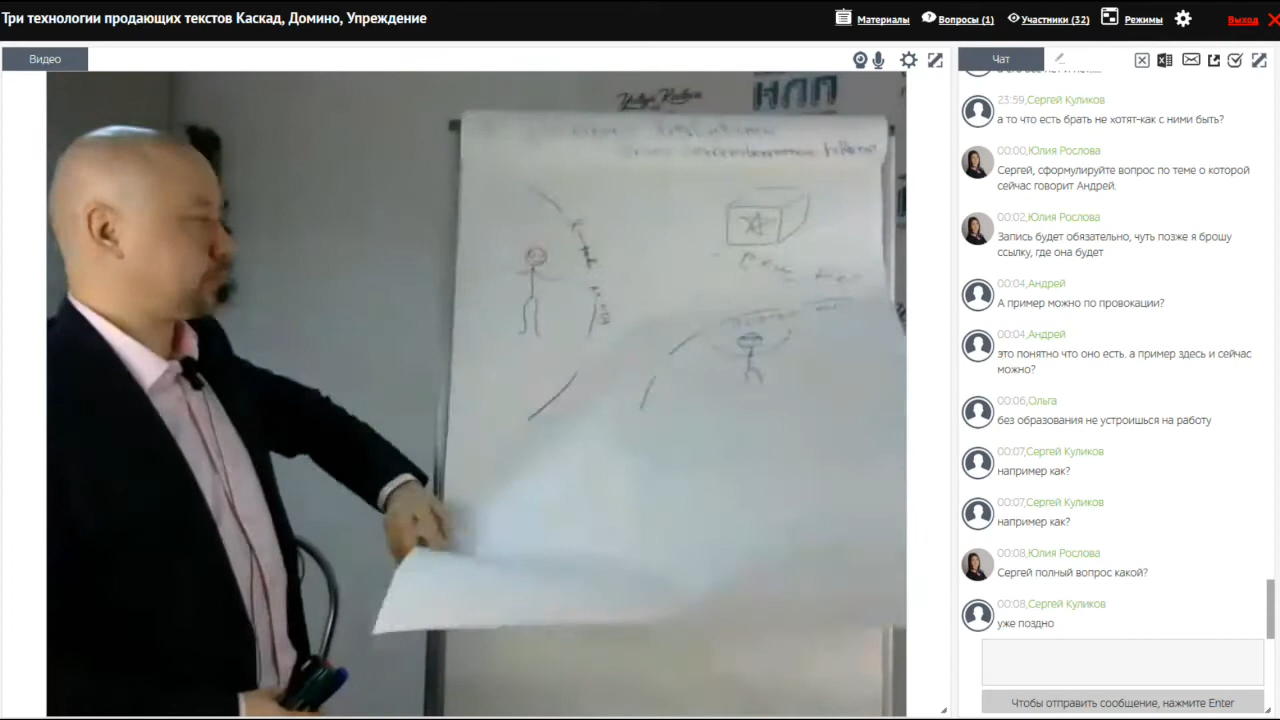 Три технологии продающих текстов Каскад, Домино, Упреждение
Материалы
Вопросы (1)
Участники (32)
Режимы
Выход
Видео
Чат
23:59,Сергей Куликов
а то что есть брать не хотят-как с ними быть?
00:00,Юлия Рослова
Сергей, сформулируйте вопрос по теме о которой
сейчас говорит Андрей.
00:02,Юлия Рослова
Запись будет обязательно, чуть позже я брошу
ссылку, где она будет
00:04,Андрей
А пример можно по провокации?
00:04,Андрей
это понятно что оно есть. а пример здесь и сейчас
можно?
00:06,Ольга
без образования не устроишься на работу
00:07,Сергей Куликов
например как?
00:07,Сергей Куликов
например как?
00:08,Юлия Рослова
Сергей полный вопрос какой?
00:08,Сергей Куликов
уже поздно
Чтобы отправить сообщение, нажмите Enter
НЛП